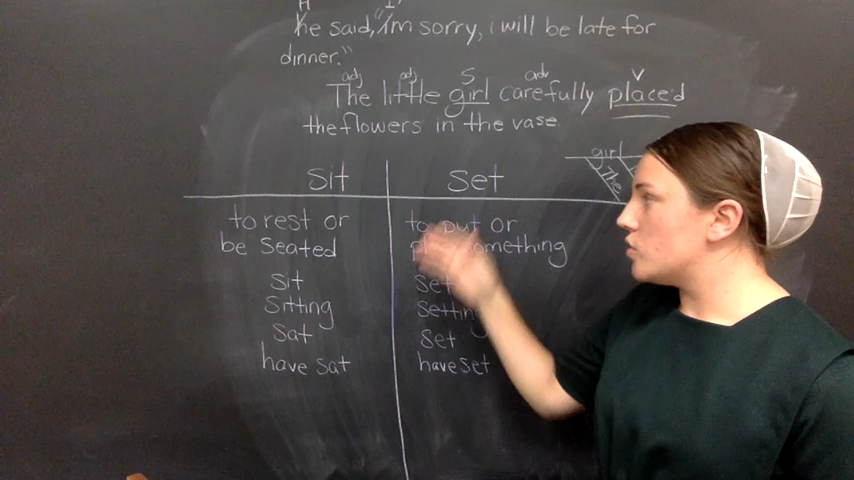 H I
he said, "i'm sorry, i will be late for
dinner."
adj adj S adv V
The little girl carefully placed
the flowers in the vase.
girl
The
Sit Set
to rest or to put or
be Seated something
sit set
Sitting Setting
Sat Set
have sat have set